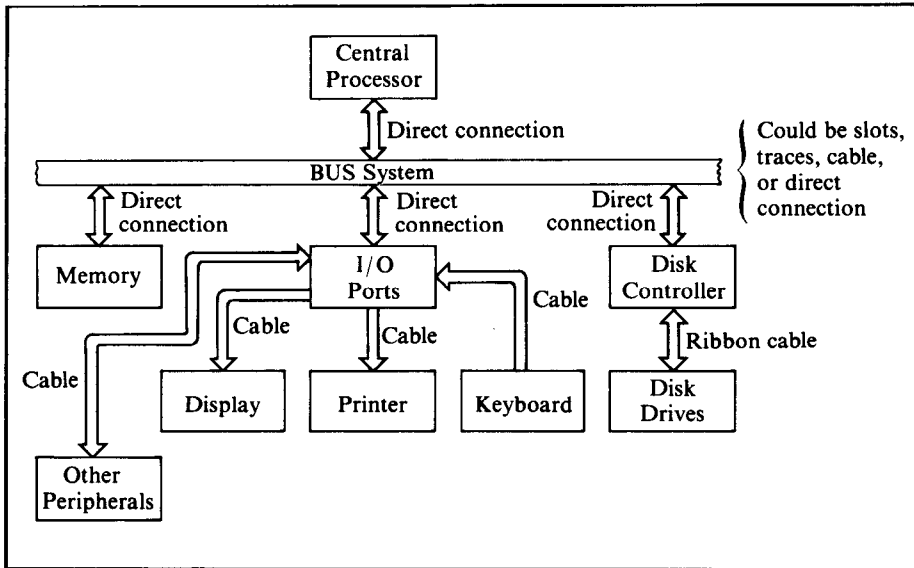 Central
Processor
Direct connection
Could be slots,
traces, cable,
or direct
connection
BUS System
Direct
connection
Direct
connection
Direct
connection
Memory
I/O
Ports
Disk
Controller
Cable
Cable
Cable
Ribbon cable
Cable
Display
Printer
Keyboard
Disk
Drives
Other
Peripherals